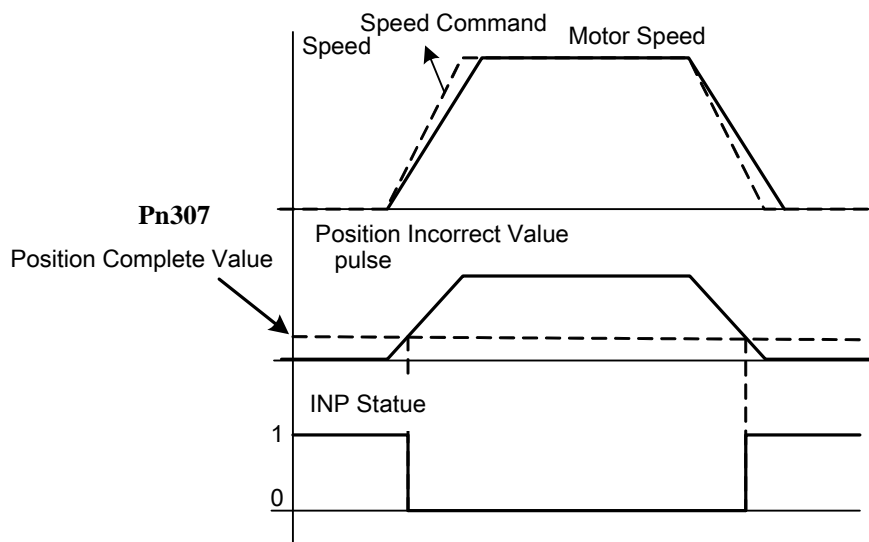 Speed Command
Speed
Motor Speed
Pn307
Position Incorrect Value
pulse
Position Complete Value
INP Statue
1
0